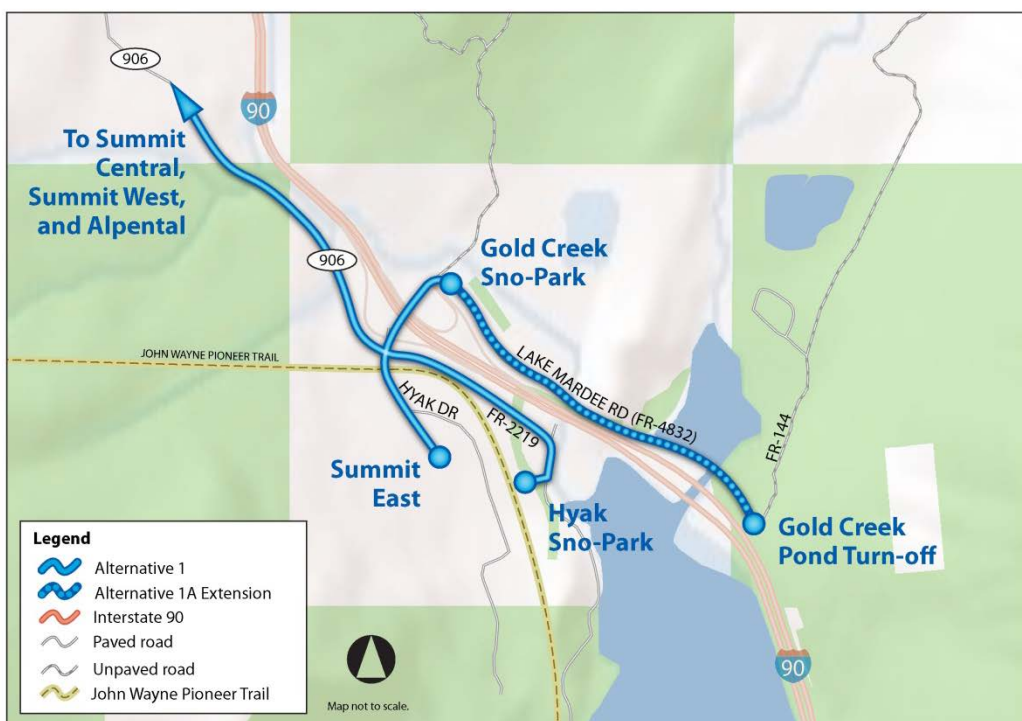 906
90
To Summit
Central,
Summit West,
and Alpental
906
Gold Creek
Sno-Park
JOHN WAYNE PIONEER TRAIL
LAKE MARDEE RD (FR-4832)
HYAK DR
FR-2219
FR-144
Summit
East
Hyak
Sno-Park
Gold Creek
Pond Turn-off
90
Legend
Alternative 1
Alternative 1A Extension
Interstate 90
Paved road
Unpaved road
John Wayne Pioneer Trail
Map not to scale.